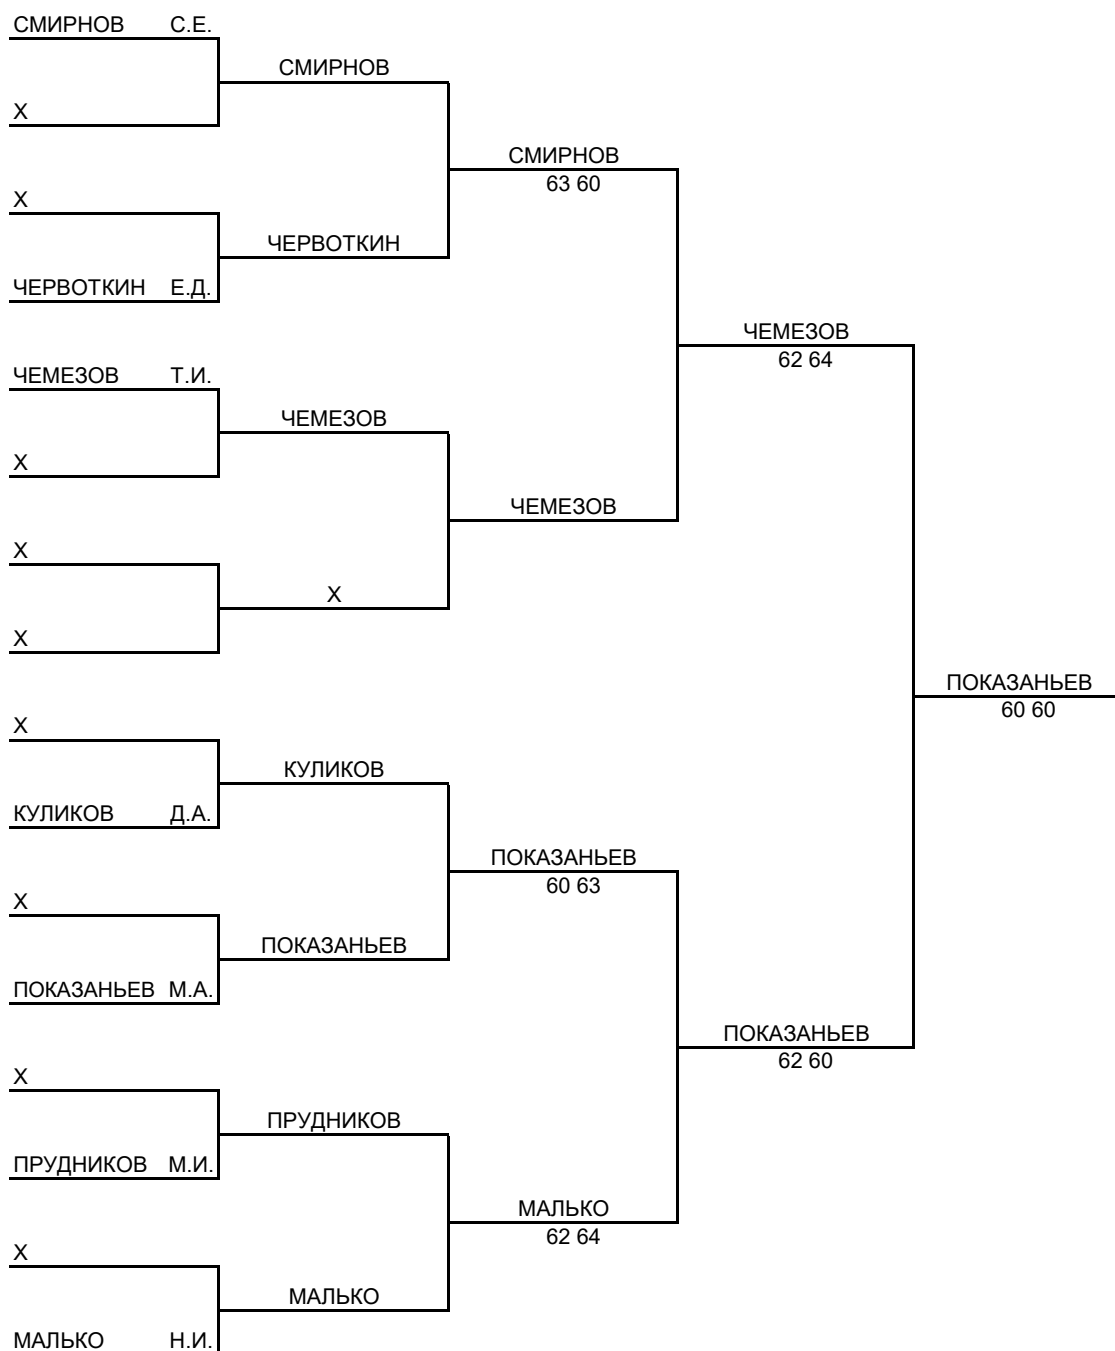 СМИРНОВ С.Е.
СМИРНОВ
X
СМИРНОВ
63 60
X
ЧЕРВОТКИН
ЧЕРВОТКИН Е.Д.
ЧЕМЕЗОВ
62 64
ЧЕМЕЗОВ Т.И.
ЧЕМЕЗОВ
X
ЧЕМЕЗОВ
X
X
X
ПОКАЗАНЬЕВ
60 60
X
КУЛИКОВ
КУЛИКОВ Д.А.
ПОКАЗАНЬЕВ
60 63
X
ПОКАЗАНЬЕВ
ПОКАЗАНЬЕВ М.А.
ПОКАЗАНЬЕВ
62 60
X
ПРУДНИКОВ
ПРУДНИКОВ М.И.
МАЛЬКО
62 64
X
МАЛЬКО
МАЛЬКО Н.И.